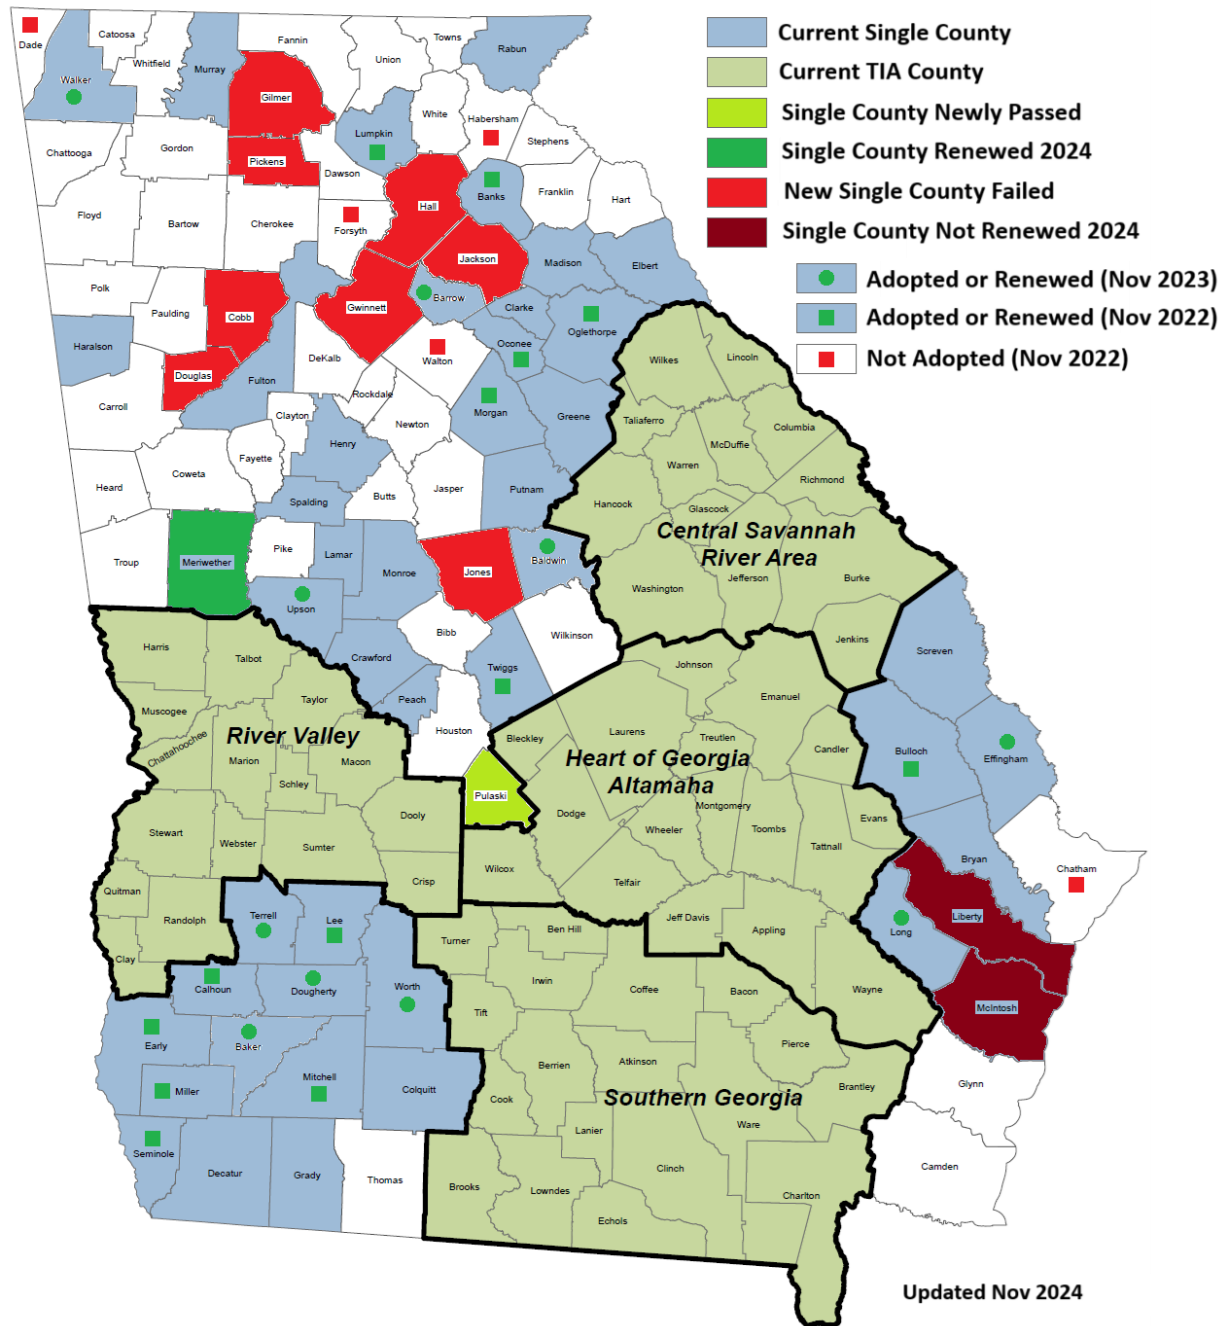 Current Single County
Current TIA County
Single County Newly Passed
Single County Renewed 2024
New Single County Failed
Single County Not Renewed 2024
Adopted or Renewed (Nov 2023)
Adopted or Renewed (Nov 2022)
Not Adopted (Nov 2022)
Dade
Catoosa
Whitfield
Walker
Murray
Fannin
Union
Towns
Rabun
Gilmer
Lumpkin
White
Habersham
Stephens
Chattooga
Gordon
Pickens
Dawson
Hall
Banks
Franklin
Hart
Floyd
Bartow
Cherokee
Forsyth
Jackson
Madison
Elbert
Polk
Paulding
Cobb
Gwinnett
Barrow
Clarke
Oglethorpe
Haralson
Douglas
Fulton
DeKalb
Walton
Oconee
Wilkes
Lincoln
Carroll
Clayton
Rockdale
Newton
Morgan
Greene
Taliaferro
Columbia
McDuffie
Warren
Richmond
Heard
Coweta
Fayette
Henry
Spalding
Butts
Jasper
Putnam
Hancock
Glascock
Central Savannah
River Area
Troup
Meriwether
Pike
Lamar
Monroe
Jones
Baldwin
Washington
Jefferson
Burke
Upson
Bibb
Wilkinson
Jenkins
Screven
Harris
Talbot
Crawford
Twiggs
Johnson
Emanuel
Muscogee
Taylor
Peach
Houston
Bleckley
Laurens
Treutlen
Candler
Bulloch
Effingham
River Valley
Chattahoochee
Marion
Macon
Schley
Heart of Georgia
Altamaha
Pulaski
Dodge
Montgomery
Wheeler
Toombs
Evans
Tattnall
Stewart
Webster
Sumter
Dooly
Crisp
Wilcox
Telfair
Bryan
Chatham
Quitman
Randolph
Clay
Terrell
Lee
Turner
Ben Hill
Jeff Davis
Appling
Long
Liberty
Calhoun
Dougherty
Worth
Irwin
Coffee
Bacon
Wayne
McIntosh
Early
Baker
Tift
Pierce
Miller
Mitchell
Colquitt
Berrien
Atkinson
Brantley
Glynn
Southern Georgia
Cook
Lanier
Ware
Seminole
Decatur
Grady
Thomas
Brooks
Lowndes
Clinch
Echols
Charlton
Camden
Updated Nov 2024